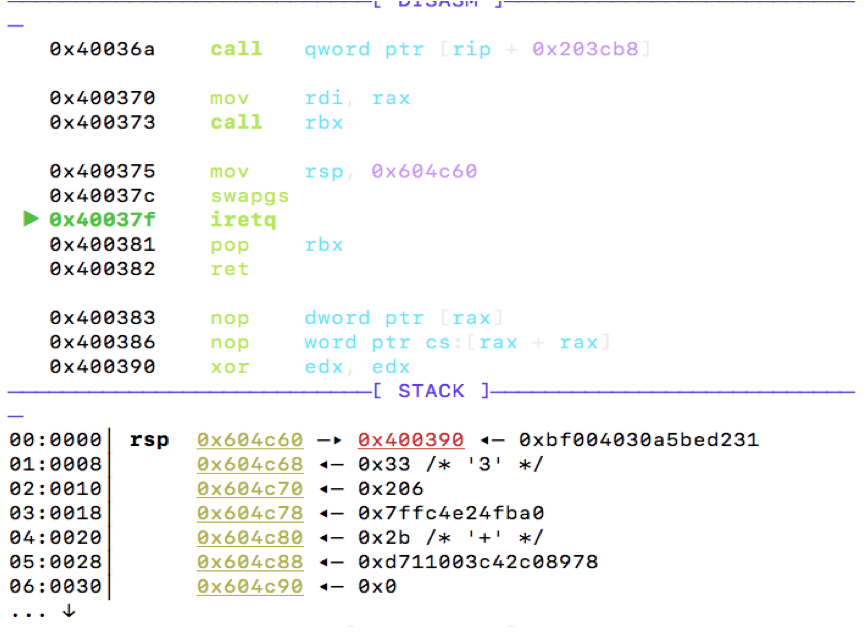 [ DISASM ]
0x40036a call qword ptr [rip + 0x203cb8]
0x400370 mov rdi, rax
0x400373 call rbx
0x400375 mov rsp, 0x604c60
0x40037c swapgs
► 0x40037f iretq
0x400381 pop rbx
0x400382 ret
0x400383 nop dword ptr [rax]
0x400386 nop word ptr cs:[rax + rax]
0x400390 xor edx, edx
[ STACK ]
00:0000│ rsp 0x604c60 —▸ 0x400390 ◂— 0xbf004030a5bed231
01:0008│ 0x604c68 ◂— 0x33 /* '3' */
02:0010│ 0x604c70 ◂— 0x206
03:0018│ 0x604c78 ◂— 0x7ffc4e24fba0
04:0020│ 0x604c80 ◂— 0x2b /* '+' */
05:0028│ 0x604c88 ◂— 0xd711003c42c08978
06:0030│ 0x604c90 ◂— 0x0
... ↓